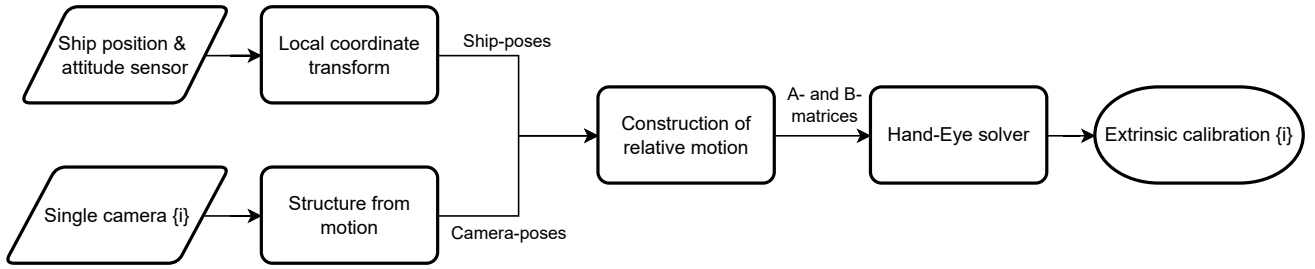 Ship position &
attitude sensor
Local coordinate
transform
Ship-poses
Single camera {i}
Structure from
motion
Camera-poses
Construction of
relative motion
A- and B-
matrices
Hand-Eye solver
Extrinsic calibration {i}